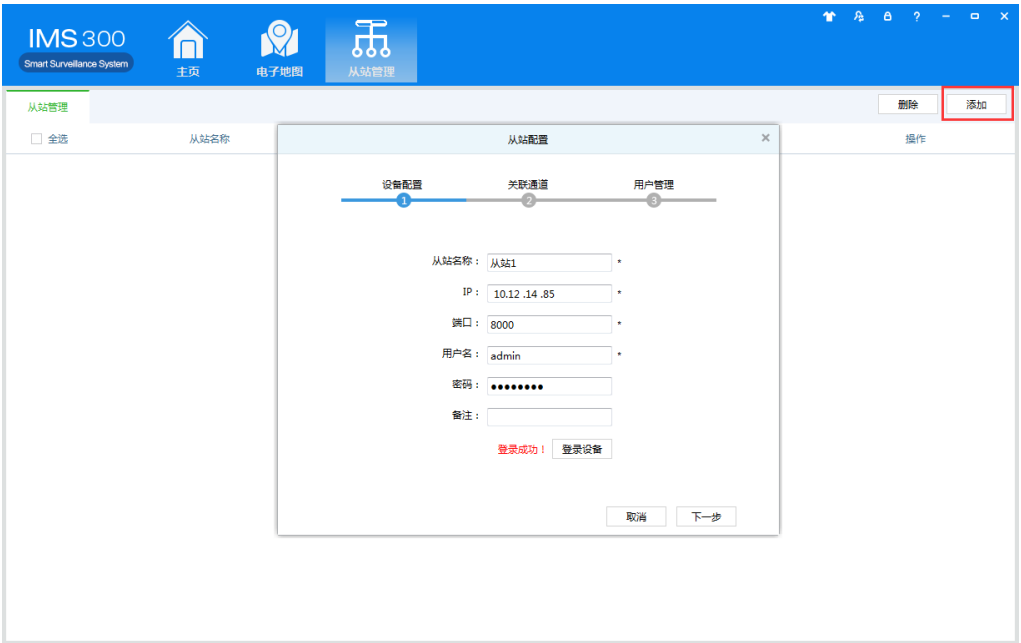 IMS 300
Smart Surveillance System
主页
电子地图
从站管理
从站管理
删除
添加
全选
从站名称
操作
从站配置
设备配置
关联通道
用户管理
1
2
3
从站名称： 从站1 *
IP： 10.12 .14 .85 *
端口： 8000 *
用户名： admin *
密码： ●●●●●●●●
备注：
登录成功！ 登录设备
取消 下一步